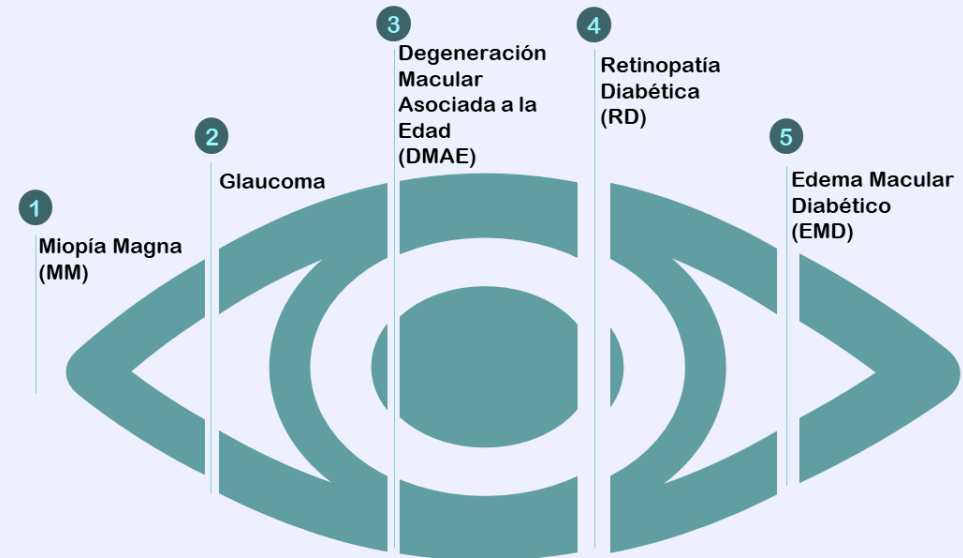 1
Miopía Magna
(MM)
2
Glaucoma
3
Degeneración
Macular
Asociada a la
Edad
(DMAE)
4
Retinopatía
Diabética
(RD)
5
Edema Macular
Diabético
(EMD)